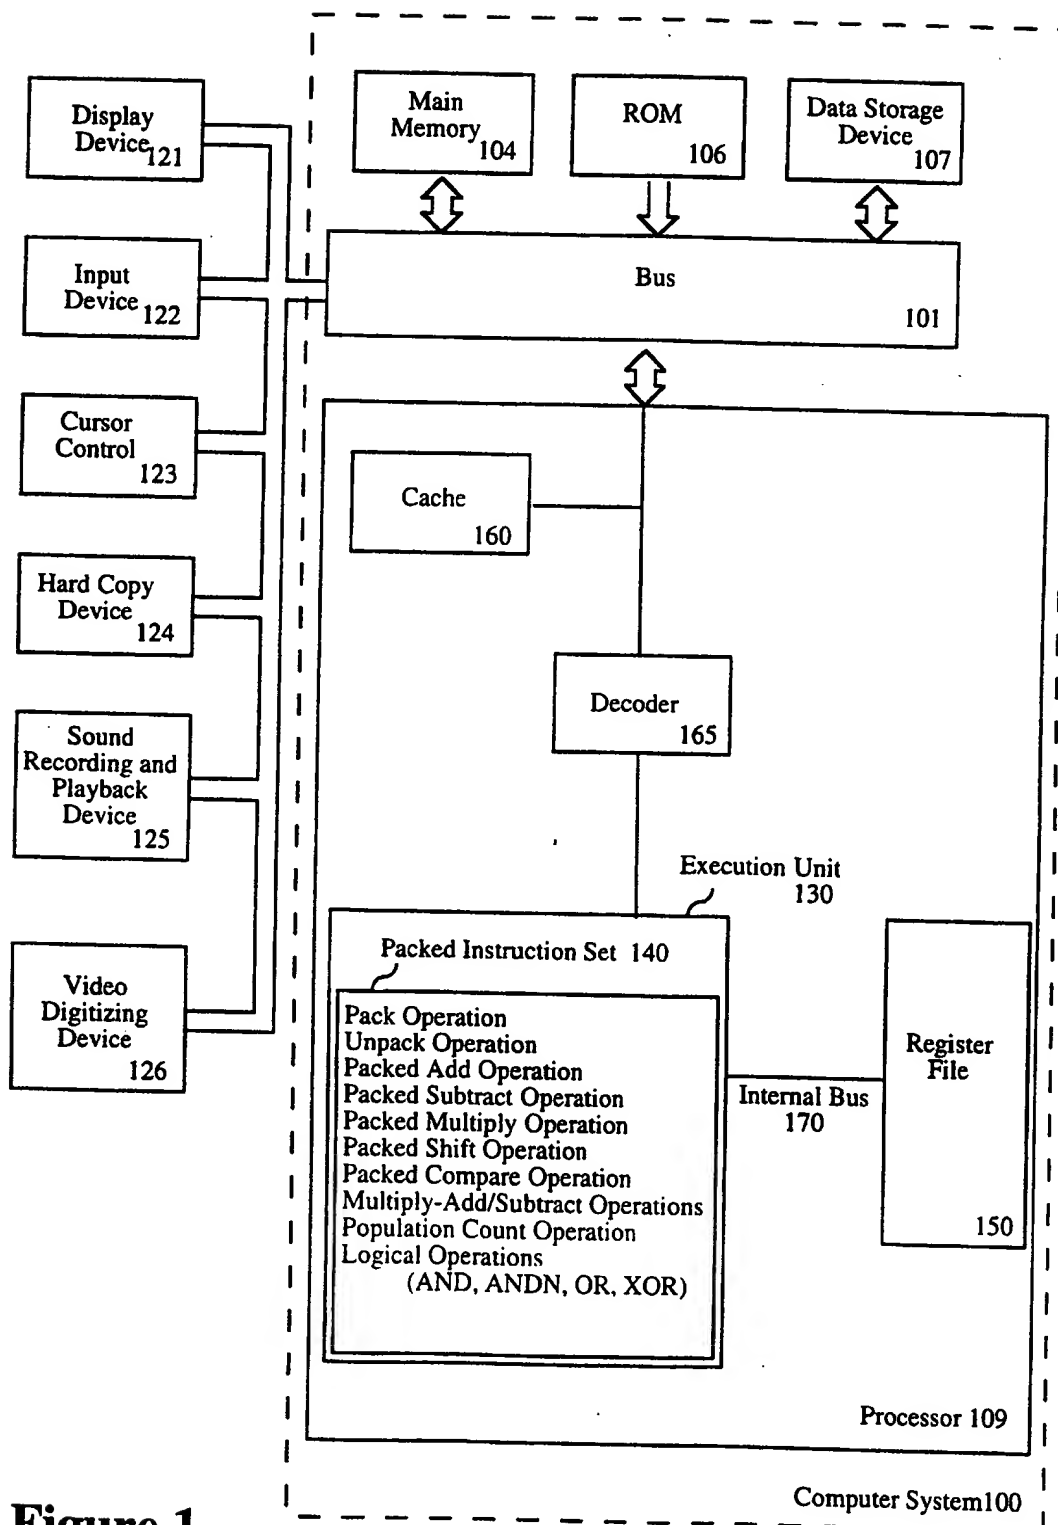 Display
Device
121
Input
Device 122
Cursor
Control
123
Hard Copy
Device
124
Sound
Recording and
Playback
Device
125
Video
Digitizing
Device
126
Main
Memory
104
ROM
106
Data Storage
Device
107
Bus
101
Cache
160
Decoder
165
Execution Unit
130
Packed Instruction Set 140
Pack Operation
Unpack Operation
Packed Add Operation
Packed Subtract Operation
Packed Multiply Operation
Packed Shift Operation
Packed Compare Operation
Multiply-Add/Subtract Operations
Population Count Operation
Logical Operations
(AND, ANDN, OR, XOR)
Internal Bus
170
Register
File
150
Processor 109
Computer System100
Figure 1